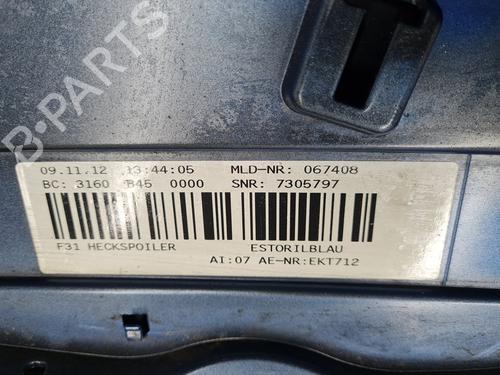 B-PARTS
09.11.12 13:44:05 MLD-NR: 067408
BC: 3160 B45 0000 SNR: 7305797
F31 HECKSPOILER ESTORILBLAU
AI:07 AE-NR:EKT712